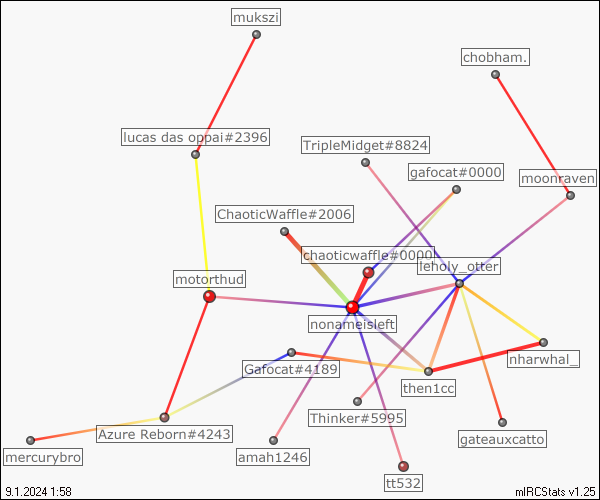 mukszi
chobham.
lucas das oppai#2396
TripleMidget#8824
gafocat#0000
moonraven
ChaoticWaffle#2006
chaoticwaffle#0000
leholy_otter
motorthud
nonameisleft
nharwhal_
Gafocat#4189
then1cc
Thinker#5995
Azure Reborn#4243
gateauxcatto
mercurybro
amah1246
tt532
9.1.2024 1:58
mIRCStats v1.25